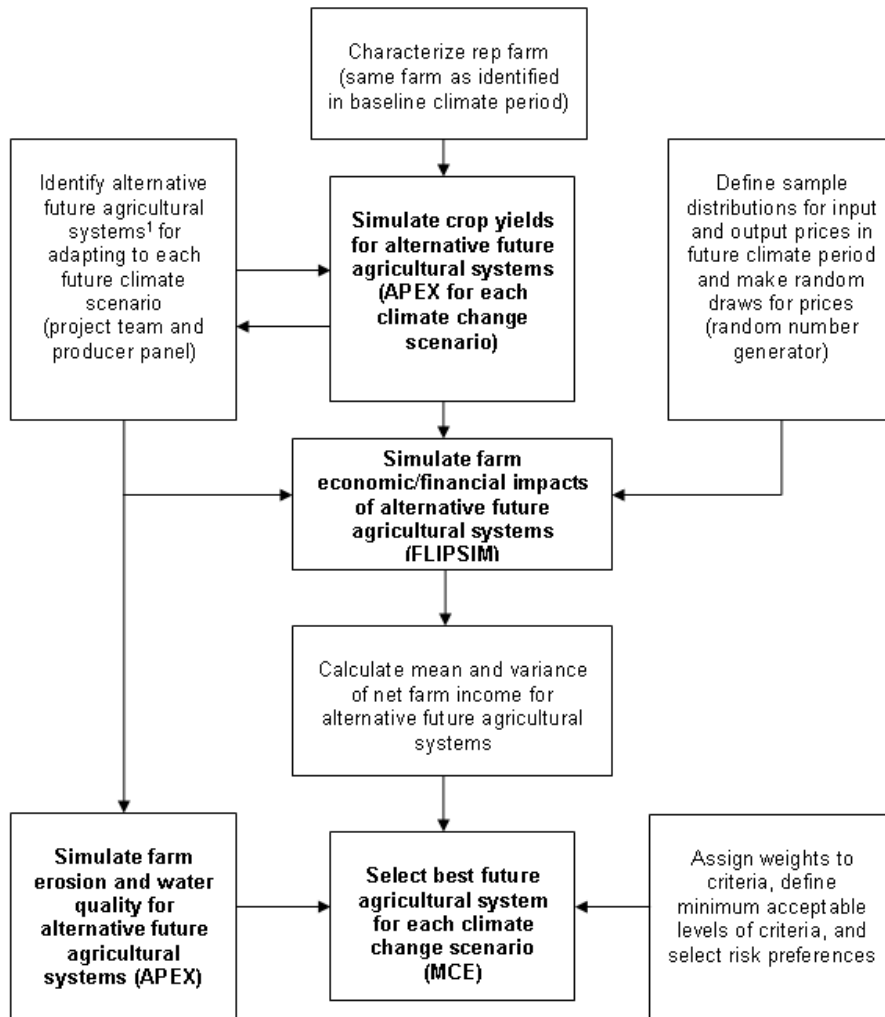 Characterize rep farm
(same farm as identified
in baseline climate period)
Identify alternative
future agricultural
systems¹ for
adapting to each
future climate
scenario
(project team and
producer panel)
Simulate crop yields
for alternative future
agricultural systems
(APEX for each
climate change
scenario)
Define sample
distributions for input
and output prices in
future climate period
and make random
draws for prices
(random number
generator)
Simulate farm
economic/financial impacts
of alternative future
agricultural systems
(FLIPSIM)
Calculate mean and variance
of net farm income for
alternative future agricultural
systems
Simulate farm
erosion and water
quality for
alternative future
agricultural
systems (APEX)
Select best future
agricultural system
for each climate
change scenario
(MCE)
Assign weights to
criteria, define
minimum acceptable
levels of criteria, and
select risk preferences